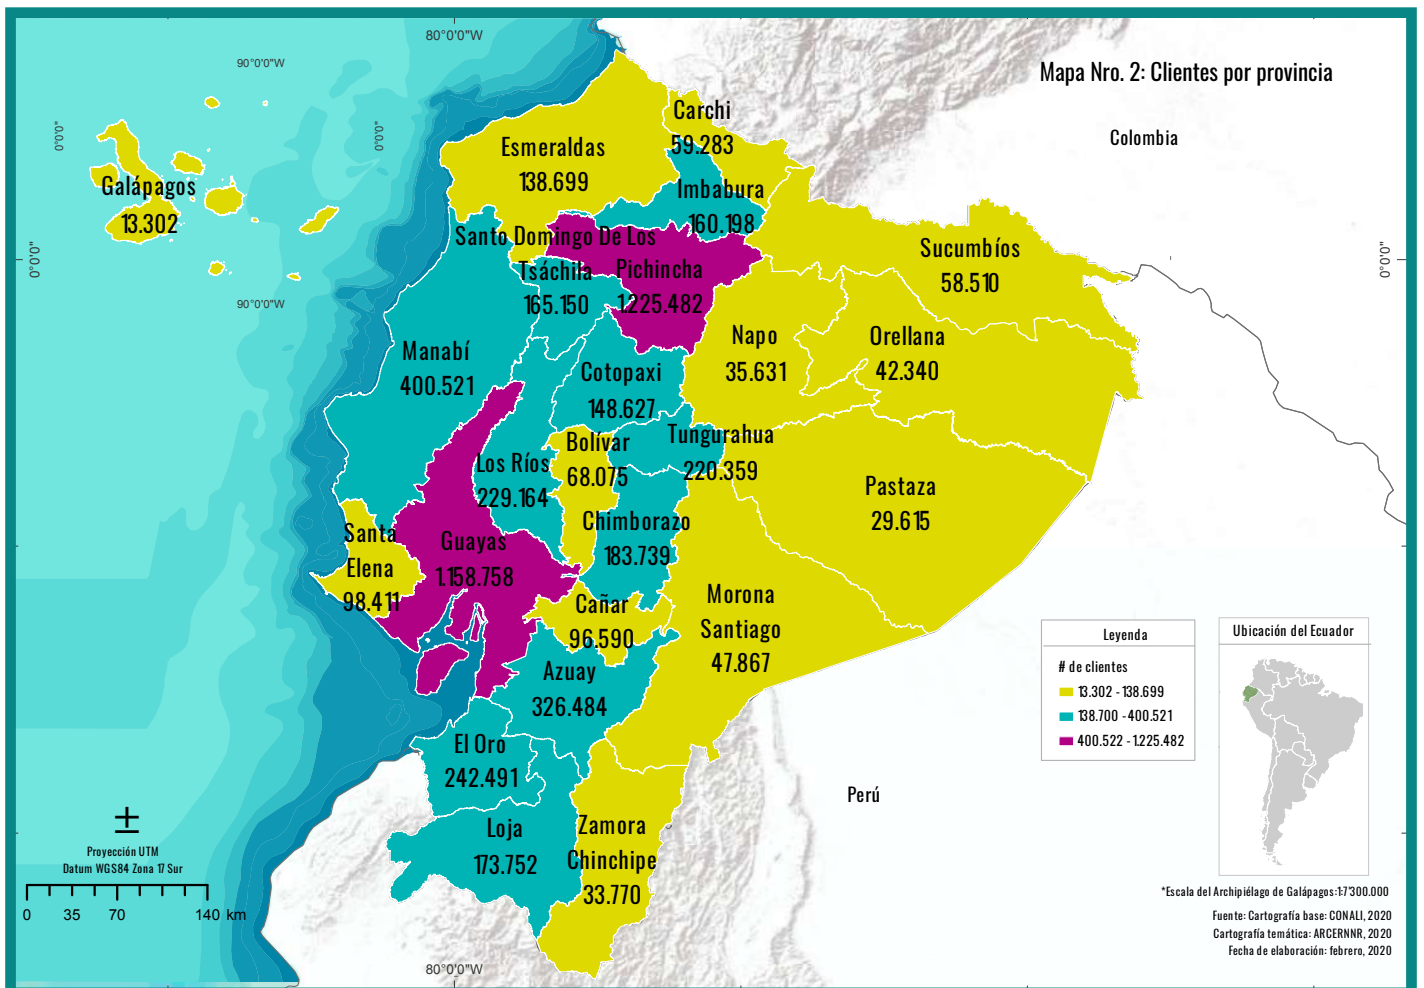 80°0'0"W
90°0'0"W
Mapa Nro. 2: Clientes por provincia
Colombia
0°0'0"
0°0'0"
Carchi
59.283
Esmeraldas
138.699
Imbabura
160.198
Galápagos
13.302
Santo Domingo De Los
Tsáchila
165.150
Pichincha
1.225.482
Sucumbíos
58.510
0°0'0"
0°0'0"
90°0'0"W
Manabí
400.521
Napo
35.631
Orellana
42.340
Cotopaxi
148.627
Bolívar
68.075
Tungurahua
220.359
Los Ríos
229.164
Pastaza
29.615
Chimborazo
183.739
Santa
Elena
98.411
Guayas
1.158.758
Cañar
96.590
Morona
Santiago
47.867
Azuay
326.484
El Oro
242.491
Loja
173.752
Zamora
Chinchipe
33.770
Perú
Leyenda
# de clientes
13.302 - 138.699
138.700 - 400.521
400.522 - 1.225.482
Ubicación del Ecuador
±
Proyección UTM
Datum WGS84 Zona 17 Sur
0 35 70 140 km
80°0'0"W
*Escala del Archipiélago de Galápagos:1:7'300.000
Fuente: Cartografía base: CONALI, 2020
Cartografía temática: ARCERNNR, 2020
Fecha de elaboración: febrero, 2020